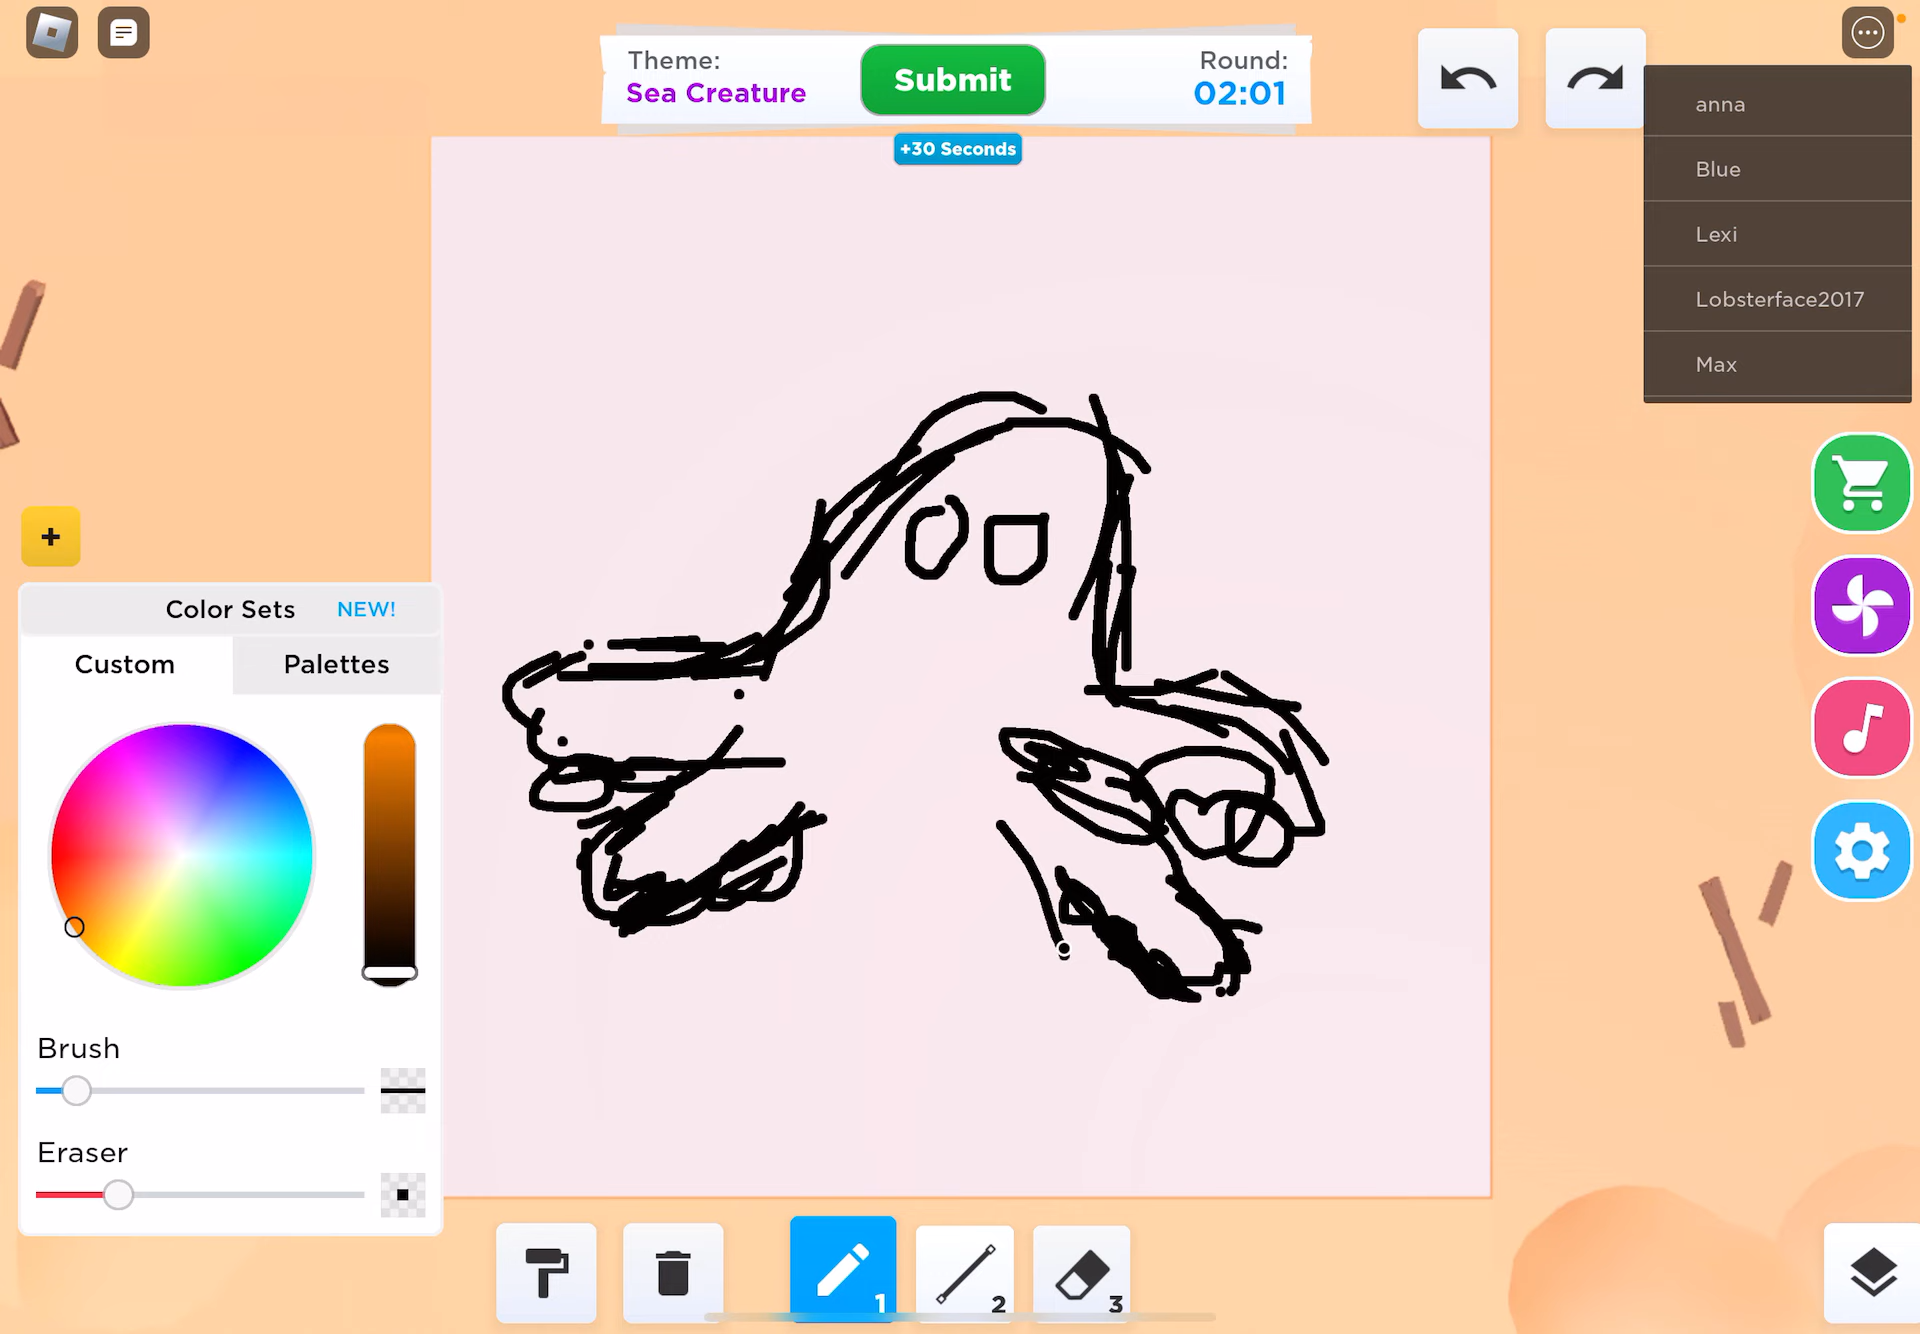 Theme:
Sea Creature
Submit
Round:
02:01
+30 Seconds
anna
Blue
Lexi
Lobsterface2017
Max
+
Color Sets NEW!
Custom Palettes
Brush
Eraser
1 2 3